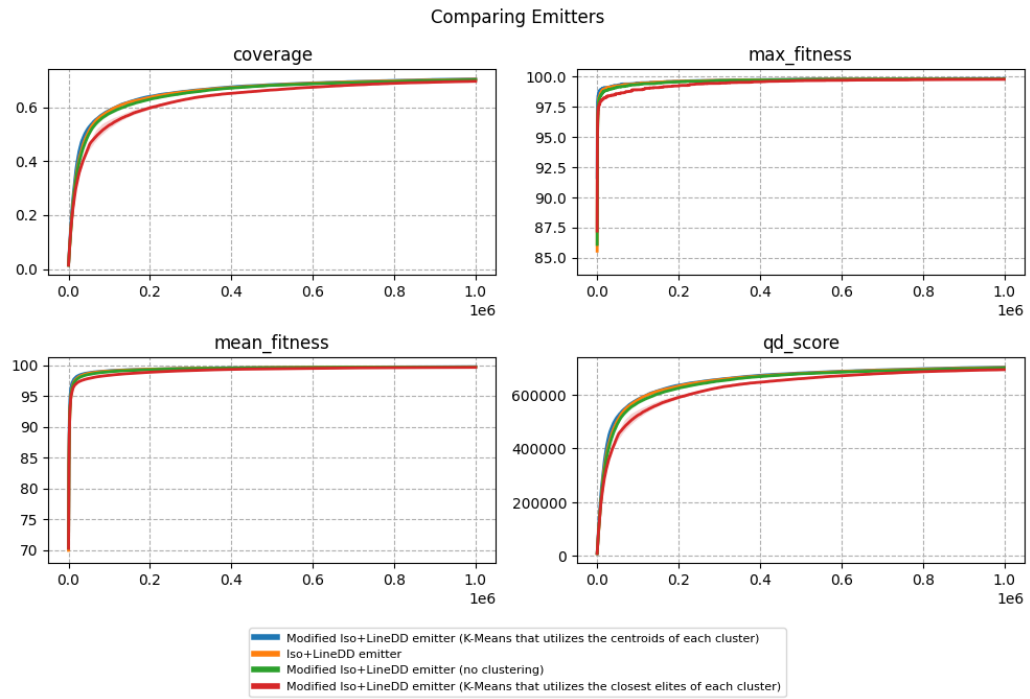 Comparing Emitters
coverage
0.6
0.4
0.2
0.0
0.0 0.2 0.4 0.6 0.8 1.0
1e6
max_fitness
100.0
97.5
95.0
92.5
90.0
87.5
85.0
0.0 0.2 0.4 0.6 0.8 1.0
1e6
mean_fitness
100
95
90
85
80
75
70
0.0 0.2 0.4 0.6 0.8 1.0
1e6
qd_score
600000
400000
200000
0
0.0 0.2 0.4 0.6 0.8 1.0
1e6
Modified Iso+LineDD emitter (K-Means that utilizes the centroids of each cluster)
Iso+LineDD emitter
Modified Iso+LineDD emitter (no clustering)
Modified Iso+LineDD emitter (K-Means that utilizes the closest elites of each cluster)